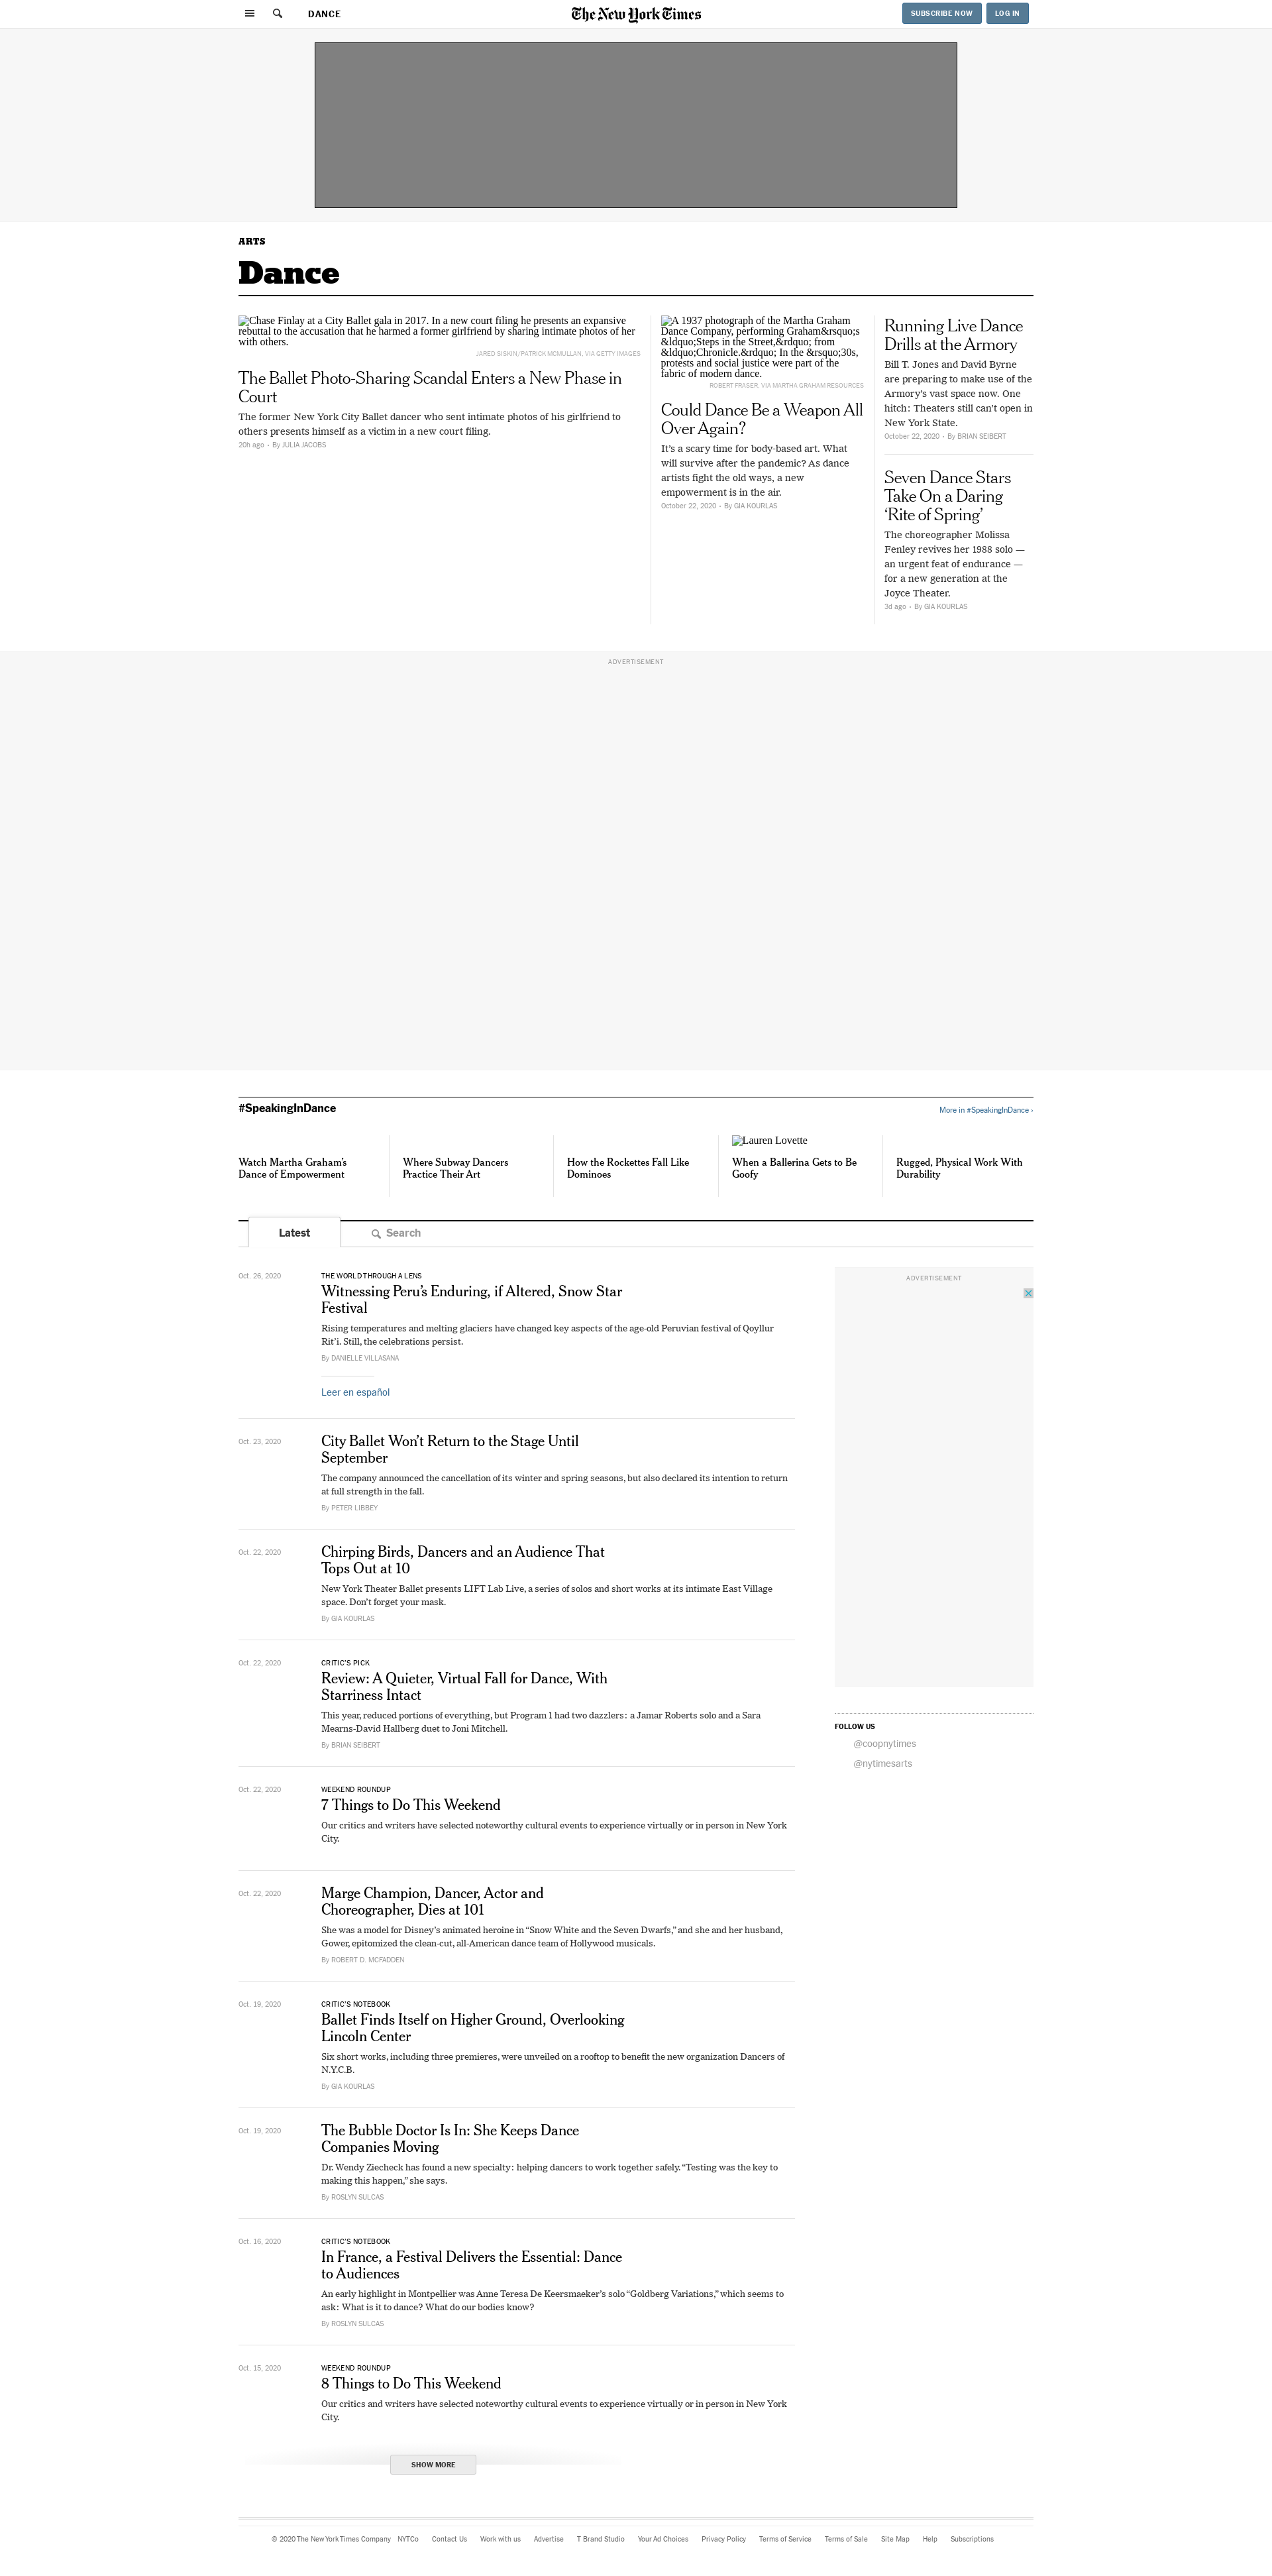 DANCE
The New York Times
SUBSCRIBE NOW
LOG IN
ARTS
Dance
Chase Finlay at a City Ballet gala in 2017. In a new court filing he presents an expansive
rebuttal to the accusation that he harmed a former girlfriend by sharing intimate photos of her
with others.
JARED SISKIN/PATRICK MCMULLAN, VIA GETTY IMAGES
The Ballet Photo-Sharing Scandal Enters a New Phase in
Court
The former New York City Ballet dancer who sent intimate photos of his girlfriend to
others presents himself as a victim in a new court filing.
20h ago • By JULIA JACOBS
A 1937 photograph of the Martha Graham
Dance Company, performing Graham&rsquo;s
&ldquo;Steps in the Street,&rdquo; from
&ldquo;Chronicle.&rdquo; In the &rsquo;30s,
protests and social justice were part of the
fabric of modern dance.
ROBERT FRASER, VIA MARTHA GRAHAM RESOURCES
Could Dance Be a Weapon All
Over Again?
It’s a scary time for body-based art. What
will survive after the pandemic? As dance
artists fight the old ways, a new
empowerment is in the air.
October 22, 2020 • By GIA KOURLAS
Running Live Dance
Drills at the Armory
Bill T. Jones and David Byrne
are preparing to make use of the
Armory’s vast space now. One
hitch: Theaters still can’t open in
New York State.
October 22, 2020 • By BRIAN SEIBERT
Seven Dance Stars
Take On a Daring
‘Rite of Spring’
The choreographer Molissa
Fenley revives her 1988 solo —
an urgent feat of endurance —
for a new generation at the
Joyce Theater.
3d ago • By GIA KOURLAS
ADVERTISEMENT
#SpeakingInDance
More in #SpeakingInDance ›
Watch Martha Graham’s
Dance of Empowerment
Where Subway Dancers
Practice Their Art
How the Rockettes Fall Like
Dominoes
Lauren Lovette
When a Ballerina Gets to Be
Goofy
Rugged, Physical Work With
Durability
Latest
Search
Oct. 26, 2020
THE WORLD THROUGH A LENS
Witnessing Peru’s Enduring, if Altered, Snow Star
Festival
Rising temperatures and melting glaciers have changed key aspects of the age-old Peruvian festival of Qoyllur
Rit’i. Still, the celebrations persist.
By DANIELLE VILLASANA
Leer en español
Oct. 23, 2020
City Ballet Won’t Return to the Stage Until
September
The company announced the cancellation of its winter and spring seasons, but also declared its intention to return
at full strength in the fall.
By PETER LIBBEY
Oct. 22, 2020
Chirping Birds, Dancers and an Audience That
Tops Out at 10
New York Theater Ballet presents LIFT Lab Live, a series of solos and short works at its intimate East Village
space. Don’t forget your mask.
By GIA KOURLAS
Oct. 22, 2020
CRITIC’S PICK
Review: A Quieter, Virtual Fall for Dance, With
Starriness Intact
This year, reduced portions of everything, but Program 1 had two dazzlers: a Jamar Roberts solo and a Sara
Mearns-David Hallberg duet to Joni Mitchell.
By BRIAN SEIBERT
Oct. 22, 2020
WEEKEND ROUNDUP
7 Things to Do This Weekend
Our critics and writers have selected noteworthy cultural events to experience virtually or in person in New York
City.
Oct. 22, 2020
Marge Champion, Dancer, Actor and
Choreographer, Dies at 101
She was a model for Disney’s animated heroine in “Snow White and the Seven Dwarfs,” and she and her husband,
Gower, epitomized the clean-cut, all-American dance team of Hollywood musicals.
By ROBERT D. MCFADDEN
Oct. 19, 2020
CRITIC’S NOTEBOOK
Ballet Finds Itself on Higher Ground, Overlooking
Lincoln Center
Six short works, including three premieres, were unveiled on a rooftop to benefit the new organization Dancers of
N.Y.C.B.
By GIA KOURLAS
Oct. 19, 2020
The Bubble Doctor Is In: She Keeps Dance
Companies Moving
Dr. Wendy Ziecheck has found a new specialty: helping dancers to work together safely. “Testing was the key to
making this happen,” she says.
By ROSLYN SULCAS
Oct. 16, 2020
CRITIC’S NOTEBOOK
In France, a Festival Delivers the Essential: Dance
to Audiences
An early highlight in Montpellier was Anne Teresa De Keersmaeker’s solo “Goldberg Variations,” which seems to
ask: What is it to dance? What do our bodies know?
By ROSLYN SULCAS
Oct. 15, 2020
WEEKEND ROUNDUP
8 Things to Do This Weekend
Our critics and writers have selected noteworthy cultural events to experience virtually or in person in New York
City.
SHOW MORE
ADVERTISEMENT
FOLLOW US
@coopnytimes
@nytimesarts
© 2020 The New York Times Company NYTCo Contact Us Work with us Advertise T Brand Studio Your Ad Choices Privacy Policy Terms of Service Terms of Sale Site Map Help Subscriptions